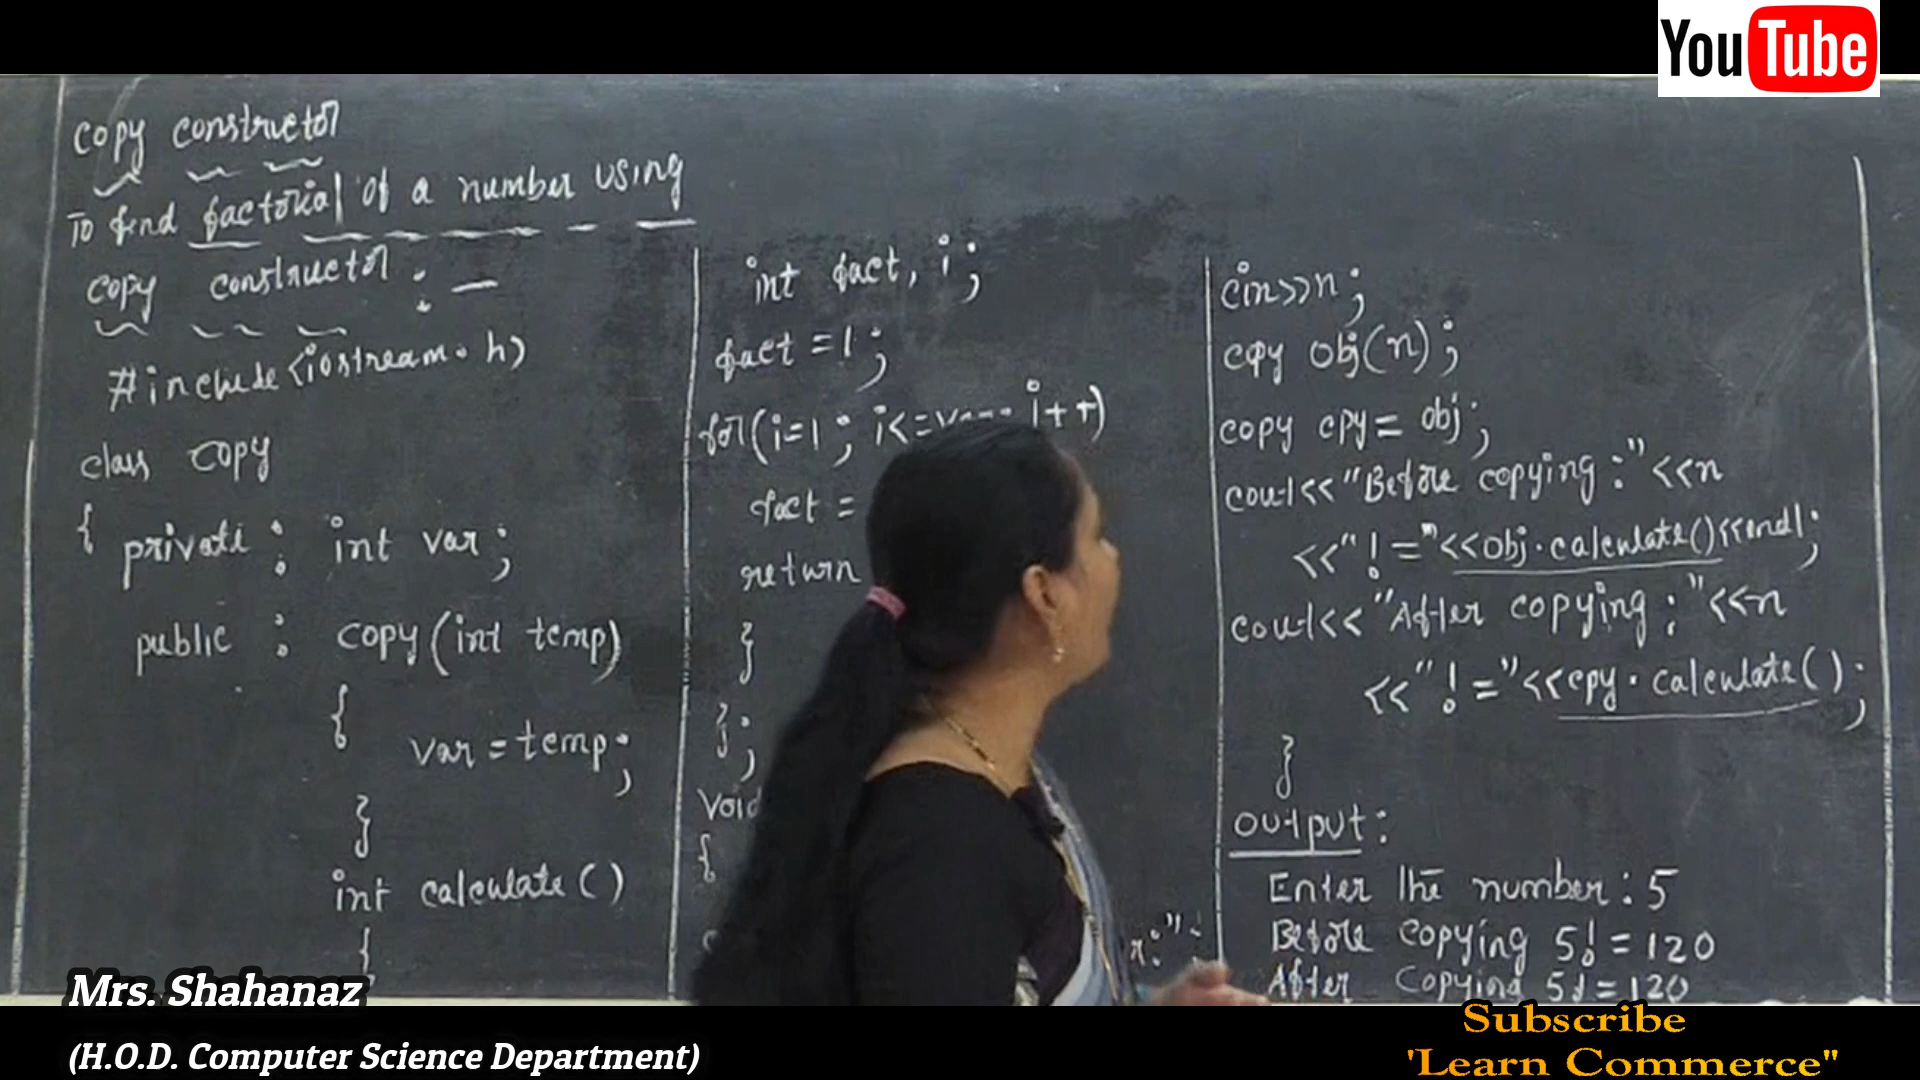 YouTube
copy constructor
To find factorial of a number using
copy constructor : —
#include <iostream.h>
class copy
{ private : int var;
public : copy(int temp)
{
var = temp;
}
int calculate()
{
int fact, i;
fact = 1;
for(i=1; i<= i++)
fact =
return
}
};
void
{
:";
cin>>n;
copy obj(n);
copy cpy = obj;
cout<<"Before copying :"<<n
<<"! ="<<obj.calculate()<<endl;
cout<<"After copying :"<<n
<<"! ="<<cpy.calculate();
}
output :
Enter the number : 5
Before copying 5! = 120
After copying 5! = 120
Mrs. Shahanaz
(H.O.D. Computer Science Department)
Subscribe
'Learn Commerce"